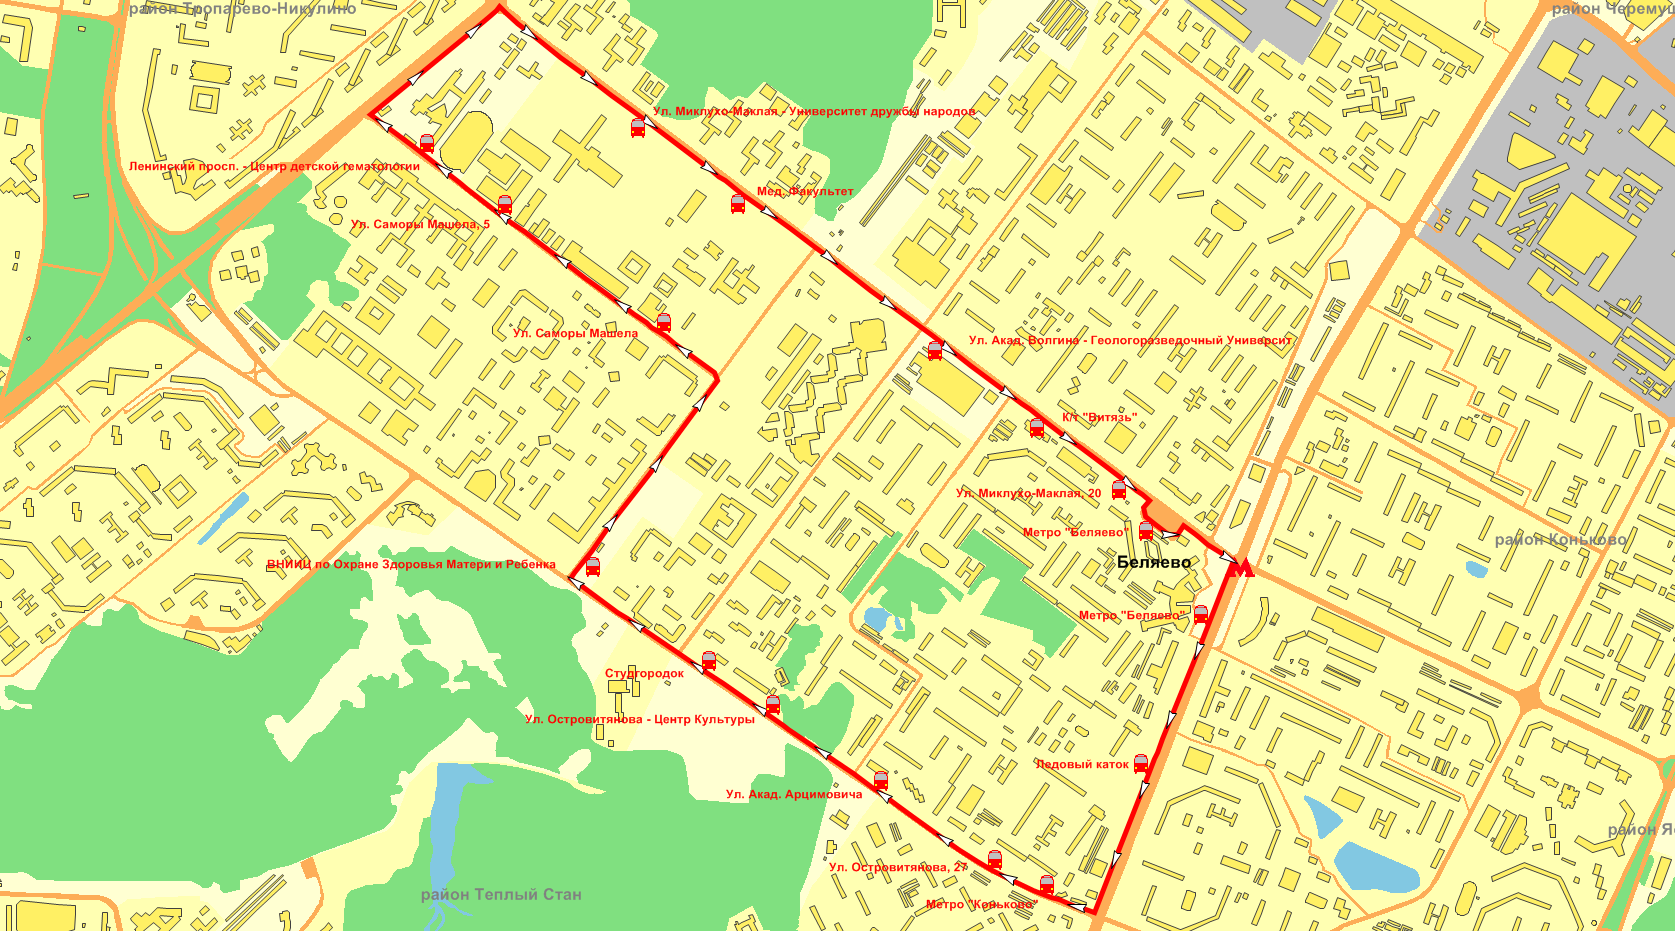 район Тропарево-Никулино
район Черемуш
Ул. Миклухо-Маклая - Университет дружбы народов
Ленинский просп. - Центр детской гематологии
Мед. Факультет
Ул. Саморы Машела, 5
Ул. Саморы Машела
Ул. Акад. Волгина - Геологоразведочный Университ
К/т "Витязь"
Ул. Миклухо-Маклая, 20
Метро "Беляево"
район Коньково
Беляево
ВНИИЦ по Охране Здоровья Матери и Ребенка
Метро "Беляево"
Студгородок
Ул. Островитянова - Центр Культуры
Ледовый каток
Ул. Акад. Арцимовича
район Яс
Ул. Островитянова, 27
район Теплый Стан
Метро "Коньково"